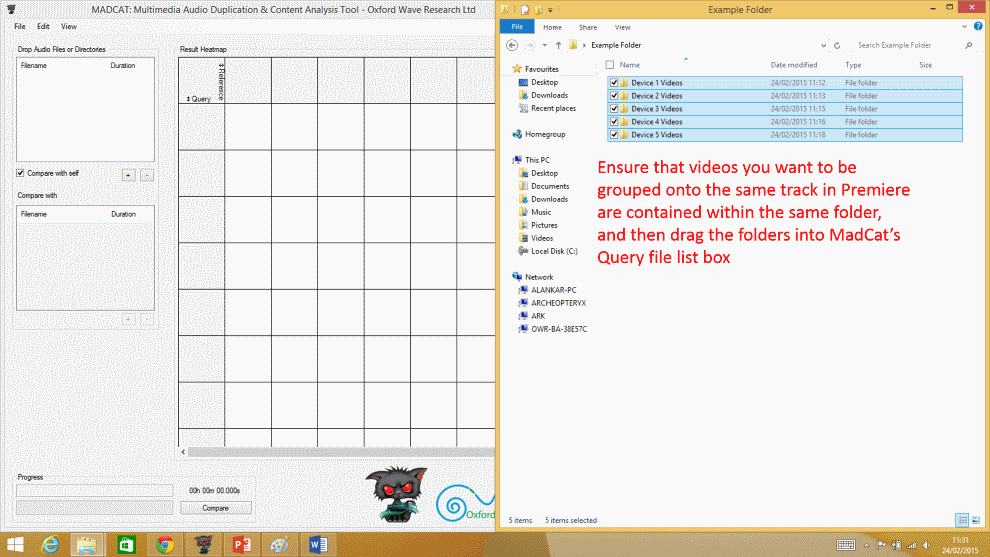 MADCAT: Multimedia Audio Duplication & Content Analysis Tool - Oxford Wave Research Ltd
File Edit View
Drop Audio Files or Directories
Filename Duration
Compare with self
+ -
Compare with
Filename Duration
+ -
Result Heatmap
Reference
Query
Progress
00h 00m 00.000s
Compare
Oxford
Example Folder
File Home Share View
Example Folder
Search Example Folder
Name Date modified Type Size
Favourites
Desktop
Downloads
Recent places
Homegroup
This PC
Desktop
Documents
Downloads
Music
Pictures
Videos
Local Disk (C:)
Network
ALANKAR-PC
ARCHEOPTERYX
ARK
OWR-BA-38E57C
Device 1 Videos 24/02/2015 11:12 File folder
Device 2 Videos 24/02/2015 11:13 File folder
Device 3 Videos 24/02/2015 11:15 File folder
Device 4 Videos 24/02/2015 11:16 File folder
Device 5 Videos 24/02/2015 11:18 File folder
Ensure that videos you want to be
grouped onto the same track in Premiere
are contained within the same folder,
and then drag the folders into MadCat's
Query file list box
5 items 5 items selected
11:31
24/02/2015